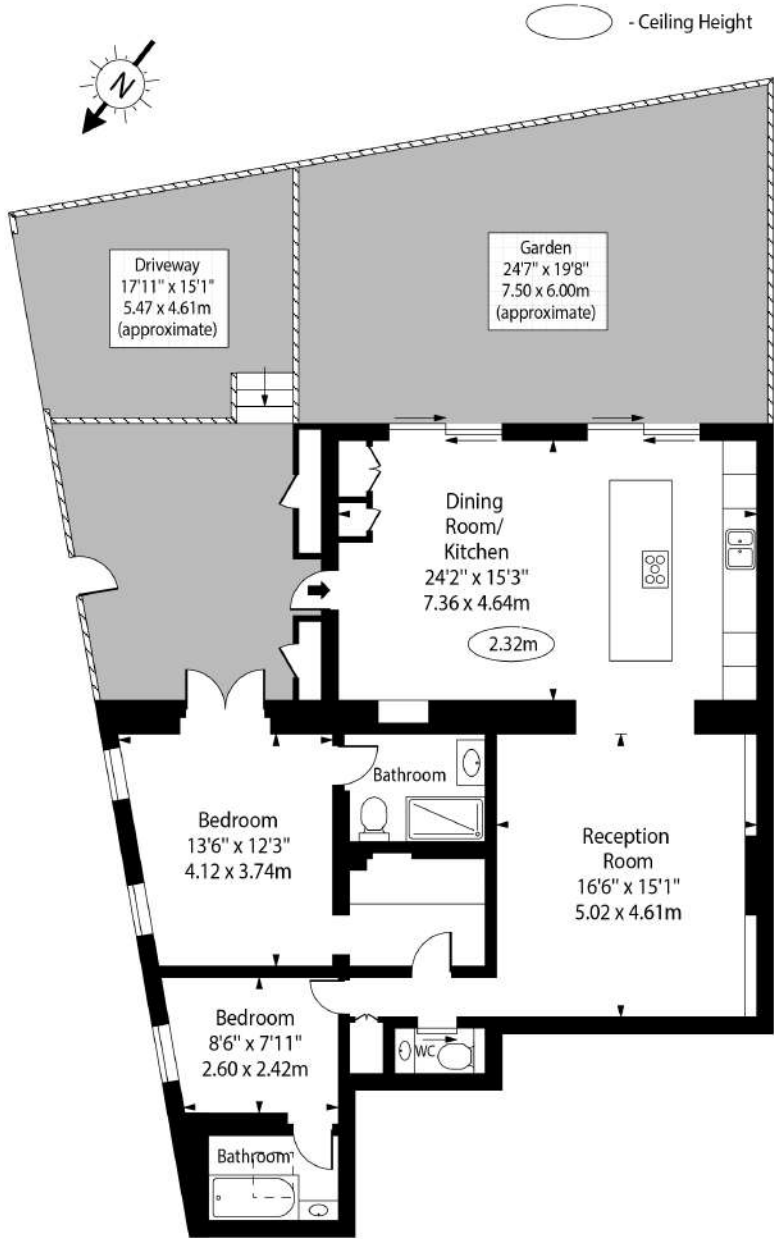 - Ceiling Height
N
Driveway
17'11" x 15'1"
5.47 x 4.61m
(approximate)
Garden
24'7" x 19'8"
7.50 x 6.00m
(approximate)
Dining
Room/
Kitchen
24'2" x 15'3"
7.36 x 4.64m
2.32m
Bathroom
Bedroom
13'6" x 12'3"
4.12 x 3.74m
Reception
Room
16'6" x 15'1"
5.02 x 4.61m
Bedroom
8'6" x 7'11"
2.60 x 2.42m
WC
Bathroom